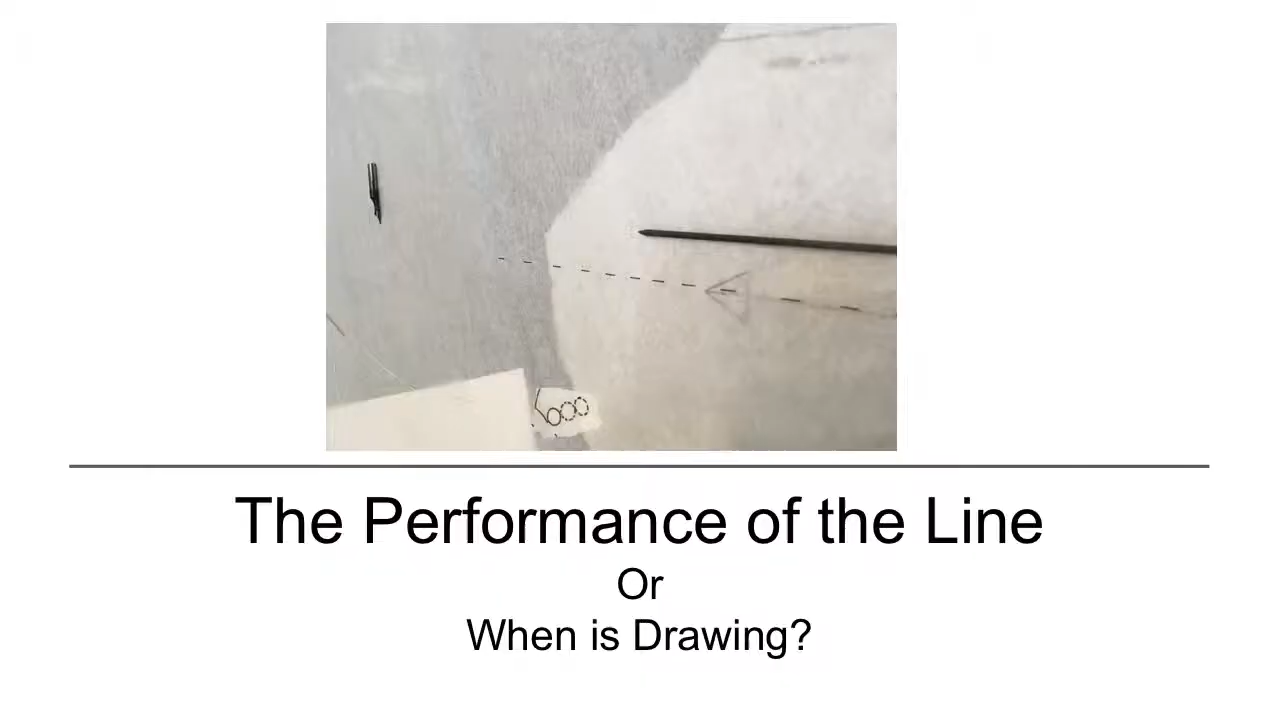 The Performance of the Line
Or
When is Drawing?